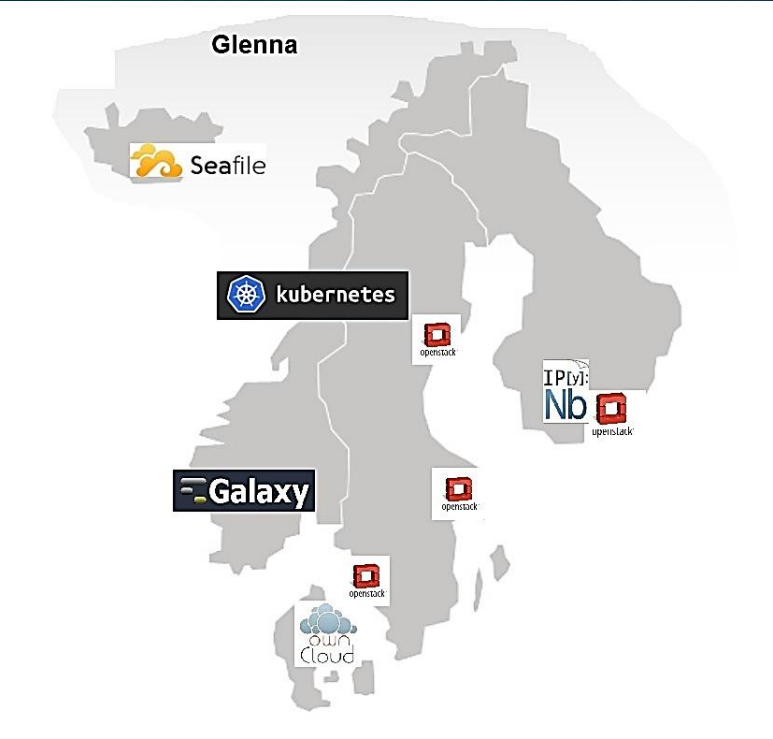 Glenna
Seafile
kubernetes
openstack
IP[y]:
Nb
openstack
Galaxy
openstack
openstack
own
Cloud